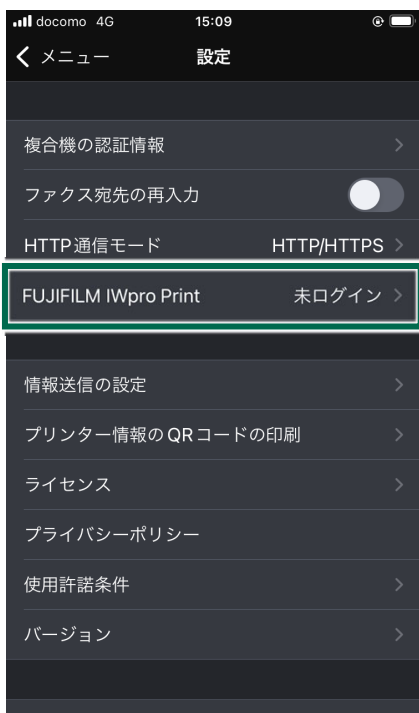 docomo 4G 15:09
メニュー 設定
複合機の認証情報
ファクス宛先の再入力
HTTP通信モード HTTP/HTTPS
FUJIFILM IWpro Print 未ログイン
情報送信の設定
プリンター情報のQRコードの印刷
ライセンス
プライバシーポリシー
使用許諾条件
バージョン